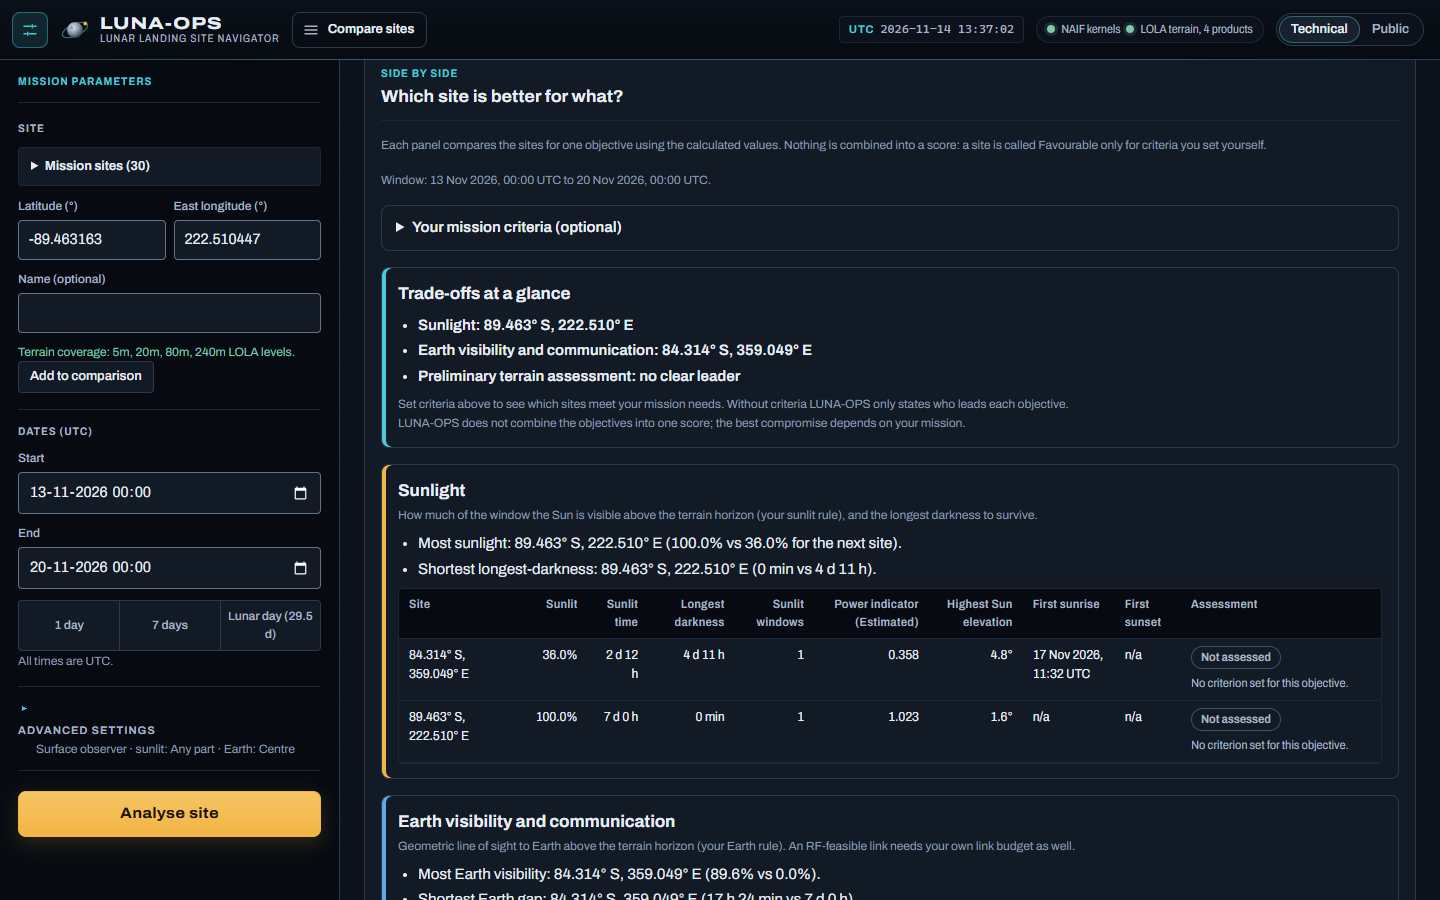 LUNA-OPS
LUNAR LANDING SITE NAVIGATOR
Compare sites
UTC 2026-11-14 13:37:02
NAIF kernels
LOLA terrain, 4 products
Technical
Public
MISSION PARAMETERS
SITE
Mission sites (30)
Latitude (°)
East longitude (°)
-89.463163
222.510447
Name (optional)
Terrain coverage: 5m, 20m, 80m, 240m LOLA levels.
Add to comparison
DATES (UTC)
Start
13-11-2026 00:00
End
20-11-2026 00:00
1 day
7 days
Lunar day (29.5
d)
All times are UTC.
ADVANCED SETTINGS
Surface observer · sunlit: Any part · Earth: Centre
Analyse site
SIDE BY SIDE
Which site is better for what?
Each panel compares the sites for one objective using the calculated values. Nothing is combined into a score: a site is called Favourable only for criteria you set yourself.
Window: 13 Nov 2026, 00:00 UTC to 20 Nov 2026, 00:00 UTC.
Your mission criteria (optional)
Trade-offs at a glance
• Sunlight: 89.463° S, 222.510° E
• Earth visibility and communication: 84.314° S, 359.049° E
• Preliminary terrain assessment: no clear leader
Set criteria above to see which sites meet your mission needs. Without criteria LUNA-OPS only states who leads each objective.
LUNA-OPS does not combine the objectives into one score; the best compromise depends on your mission.
Sunlight
How much of the window the Sun is visible above the terrain horizon (your sunlit rule), and the longest darkness to survive.
• Most sunlight: 89.463° S, 222.510° E (100.0% vs 36.0% for the next site).
• Shortest longest-darkness: 89.463° S, 222.510° E (0 min vs 4 d 11 h).
Site
Sunlit
Sunlit
time
Longest
darkness
Sunlit
windows
Power indicator
(Estimated)
Highest Sun
elevation
First sunrise
First
sunset
Assessment
84.314° S,
359.049° E
36.0%
2 d 12
h
4 d 11 h
1
0.358
4.8°
17 Nov 2026,
11:32 UTC
n/a
Not assessed
No criterion set for this objective.
89.463° S,
222.510° E
100.0%
7 d 0 h
0 min
1
1.023
1.6°
n/a
n/a
Not assessed
No criterion set for this objective.
Earth visibility and communication
Geometric line of sight to Earth above the terrain horizon (your Earth rule). An RF-feasible link needs your own link budget as well.
• Most Earth visibility: 84.314° S, 359.049° E (89.6% vs 0.0%).
• Shortest Earth gap: 84.314° S, 359.049° E (17 h 24 min vs 7 d 0 h).